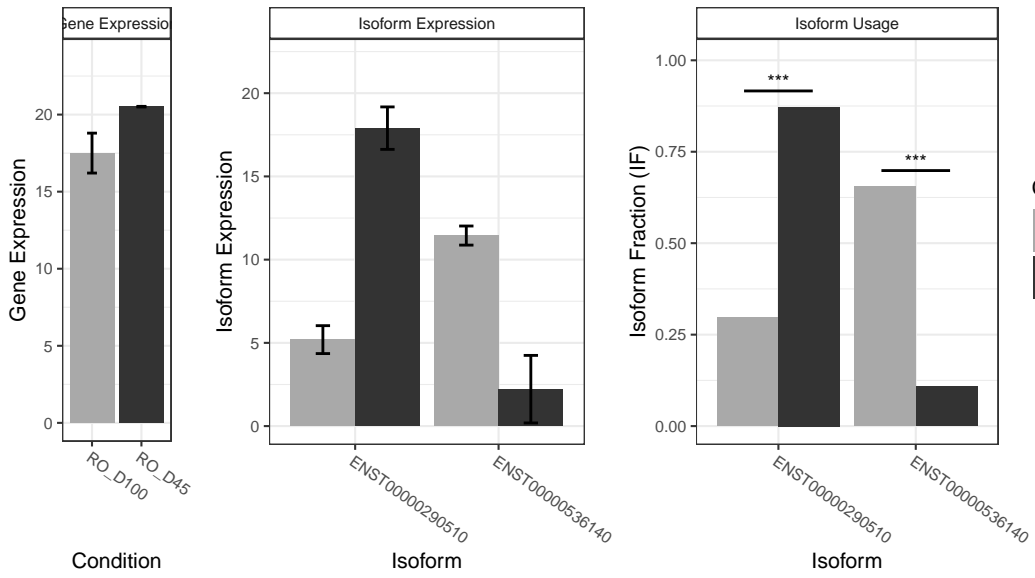 Gene Expression
Isoform Expression
Isoform Usage
Gene Expression
20
15
10
5
0
RO_D100
RO_D45
Condition
Isoform Expression
20
15
10
5
0
ENST00000290510
ENST00000536140
Isoform
Isoform Fraction (IF)
1.00
0.75
0.50
0.25
0.00
***
***
ENST00000290510
ENST00000536140
Isoform